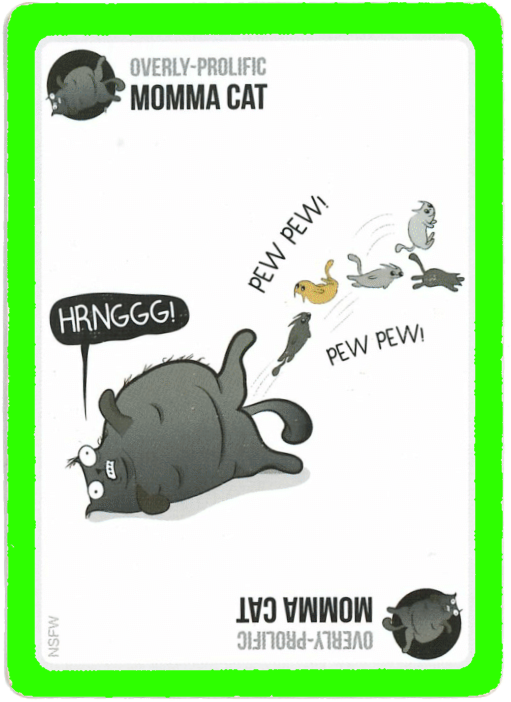 OVERLY-PROLIFIC
MOMMA CAT
PEW PEW!
HRNGGG!
PEW PEW!
MOMMA CAT
OVERLY-PROLIFIC
NSFW